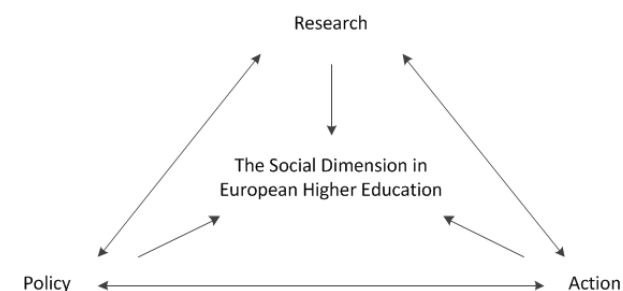 Research
The Social Dimension in
European Higher Education
Policy
Action